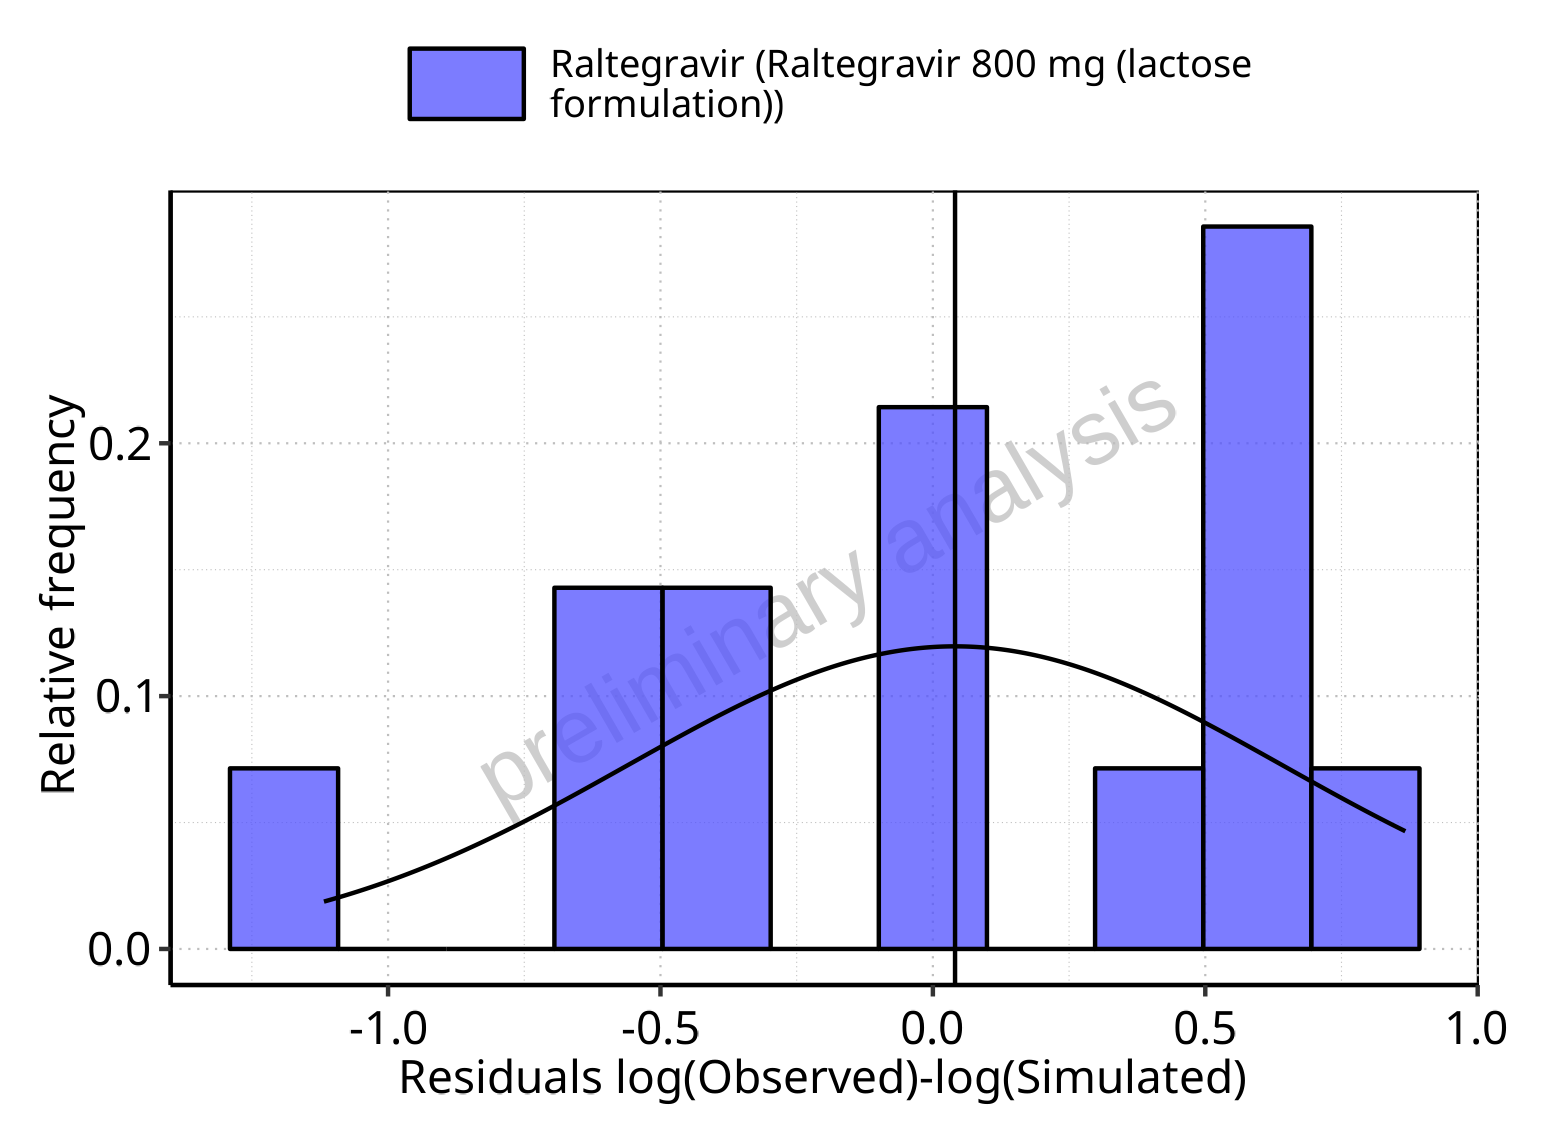 Raltegravir (Raltegravir 800 mg (lactose
formulation))
Relative frequency
0.2
0.1
0.0
preliminary analysis
-1.0
-0.5
0.0
0.5
1.0
Residuals log(Observed)-log(Simulated)